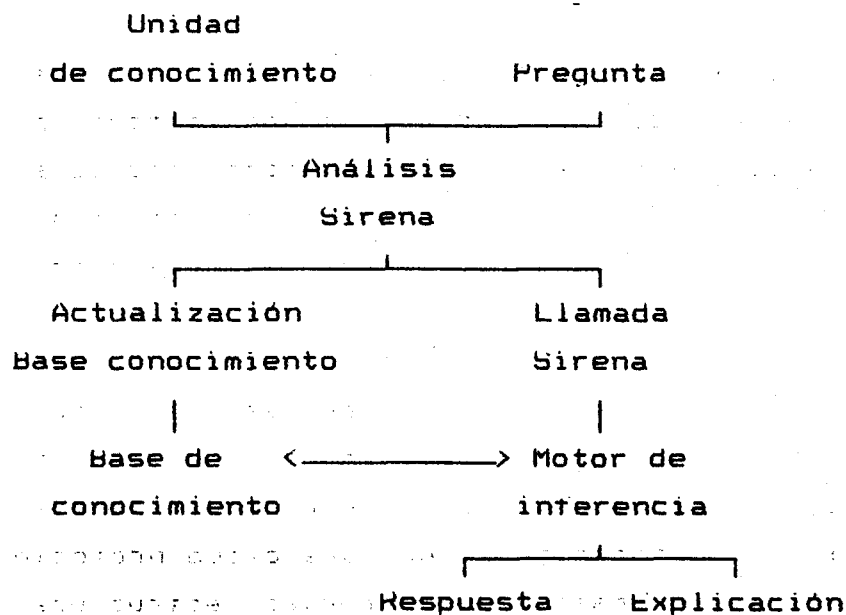 Unidad
de conocimiento Pregunta
Análisis
Sirena
Actualización Llamada
Base conocimiento Sirena
Base de <———> Motor de
conocimiento inferencia
Respuesta Explicación